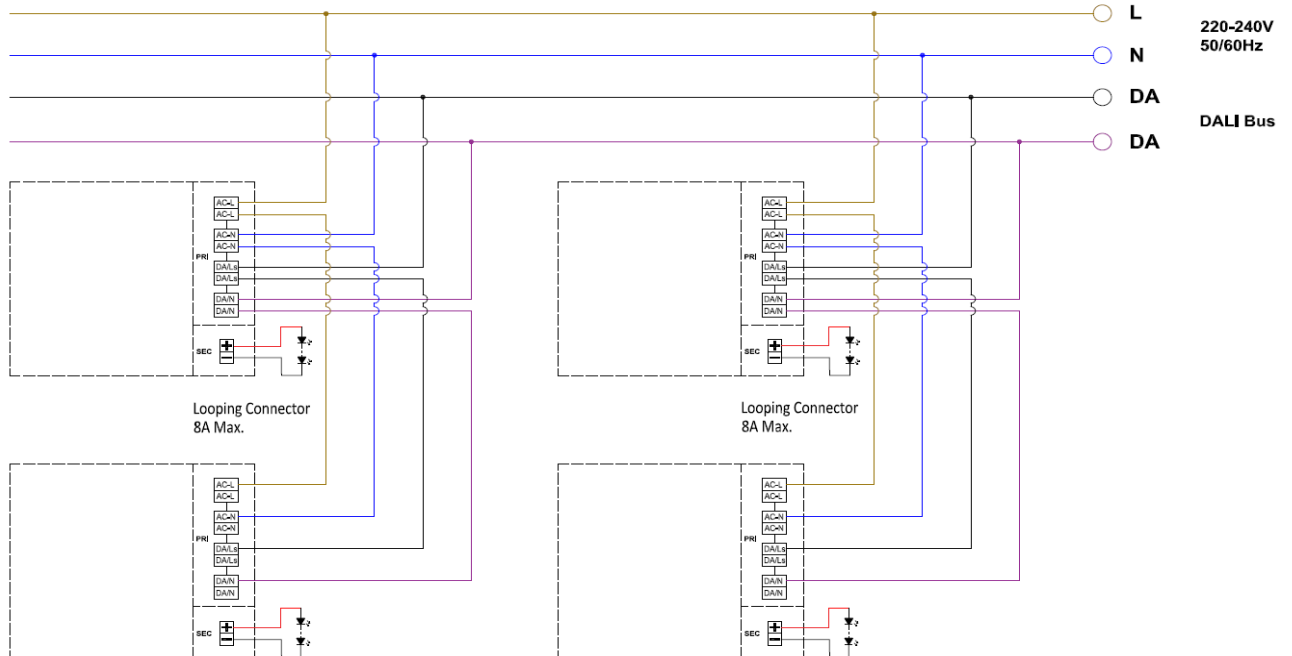 L
220-240V
50/60Hz
N
DA
DALI Bus
DA
AC-L
AC-L
AC-N
AC-N
PRI
DA/Ls
DA/Ls
DA/N
DA/N
SEC
+
−
Looping Connector
8A Max.
AC-L
AC-L
AC-N
AC-N
PRI
DA/Ls
DA/Ls
DA/N
DA/N
SEC
+
−
Looping Connector
8A Max.
AC-L
AC-L
AC-N
AC-N
PRI
DA/Ls
DA/Ls
DA/N
DA/N
SEC
+
−
AC-L
AC-L
AC-N
AC-N
PRI
DA/Ls
DA/Ls
DA/N
DA/N
SEC
+
−